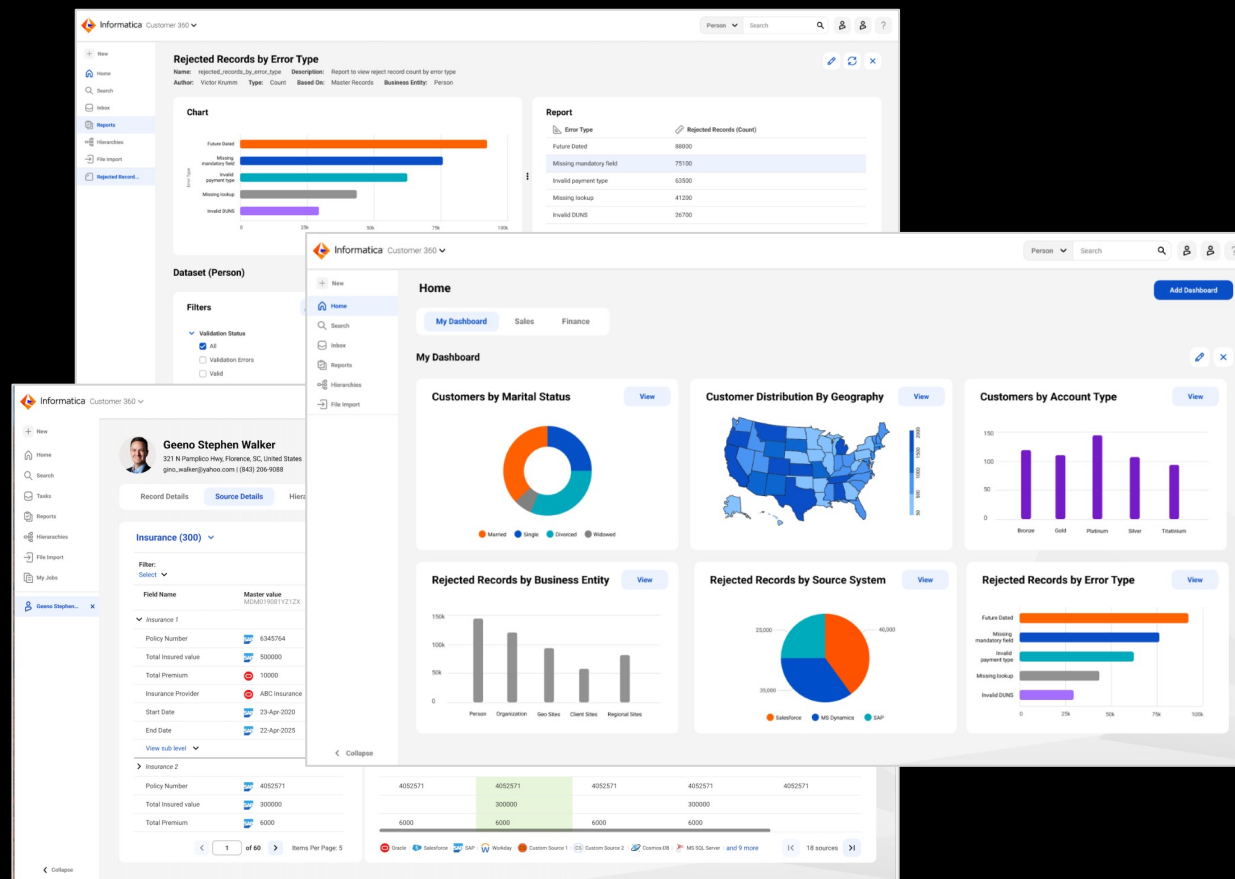 Informatica Customer 360
Person Search ?
New
Home
Search
Inbox
Reports
Hierarchies
File Import
Rejected Record...
Rejected Records by Error Type
Name: rejected_records_by_error_type Description: Report to view reject record count by error type
Author: Victor Krumm Type: Count Based On: Master Records Business Entity: Person
Chart
Error Type
Future Dated
Missing
mandatory field
Invalid
payment type
Missing lookup
Invalid DUNS
0 25k 50k 75k 100k
Report
Error Type Rejected Records (Count)
Future Dated 88000
Missing mandatory field 75100
Invalid payment type 63500
Missing lookup 41200
Invalid DUNS 26700
Dataset (Person)
Filters
Validation Status
All
Validation Errors
Valid
Informatica Customer 360
Person Search ?
New
Home
Search
Inbox
Reports
Hierarchies
File Import
Collapse
Home
Add Dashboard
My Dashboard Sales Finance
My Dashboard
Customers by Marital Status View
Married Single Divorced Widowed
Customer Distribution By Geography View
2000
1500
1000
500
50
Customers by Account Type View
150
100
50
0
Bronze Gold Platinum Silver Titatinium
Rejected Records by Business Entity View
150k
100k
50k
0
Person Organization Geo Sites Client Sites Regional Sites
Rejected Records by Source System View
25,000
40,000
35,000
Salesforce MS Dynamics SAP
Rejected Records by Error Type View
Future Dated
Missing
mandatory field
Invalid
payment type
Missing lookup
Invalid DUNS
0 25k 50k 75k 100k
Informatica Customer 360
New
Home
Search
Tasks
Reports
Hierarchies
File Import
My Jobs
Geeno Stephen...
Collapse
Geeno Stephen Walker
321 N Pamplico Hwy, Florence, SC, United States
gino_walker@yahoo.com | (843) 206-9088
Record Details Source Details Hiera
Insurance (300)
Filter:
Select
Field Name Master value
MDM019081YZ1ZX
Insurance 1
Policy Number SAP 6345764
Total Insured value SAP 500000
Total Premium 10000
Insurance Provider ABC Insurance
Start Date SAP 23-Apr-2020
End Date SAP 22-Apr-2025
View sub level
Insurance 2
Policy Number SAP 4052571 4052571 4052571 4052571 4052571 4052571
Total Insured value SAP 300000 300000 300000
Total Premium SAP 6000 6000 6000 6000 6000
1 of 60 Items Per Page: 5
Oracle Salesforce SAP Workday Custom Source 1 CS Custom Source 2 Cosmos DB MS SQL Server and 9 more 18 sources